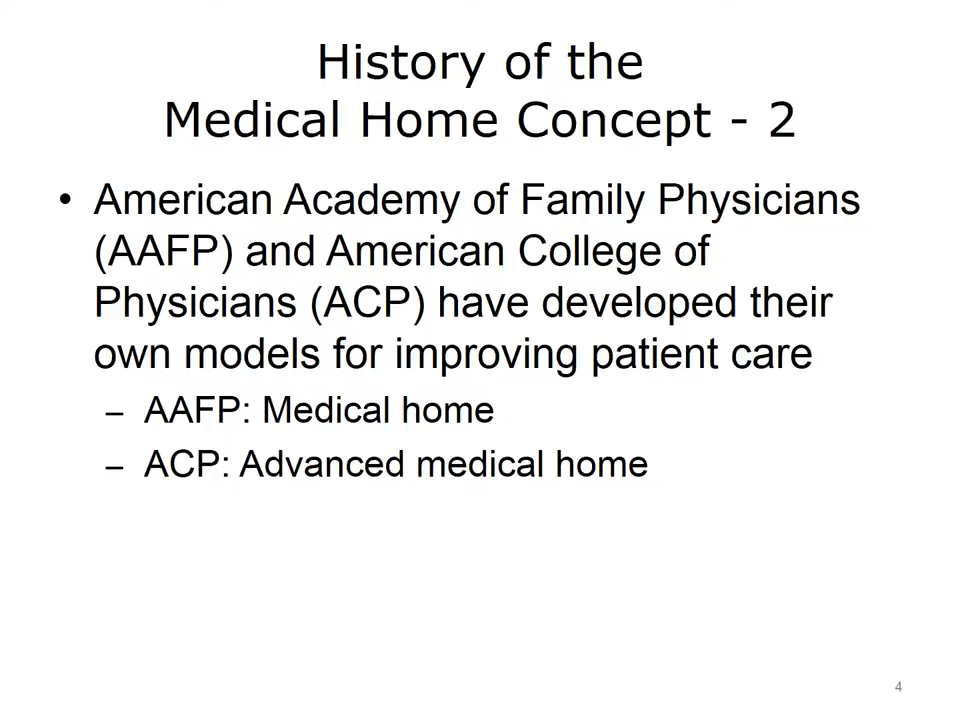 History of the
Medical Home Concept - 2
• American Academy of Family Physicians
(AAFP) and American College of
Physicians (ACP) have developed their
own models for improving patient care
– AAFP: Medical home
– ACP: Advanced medical home
4